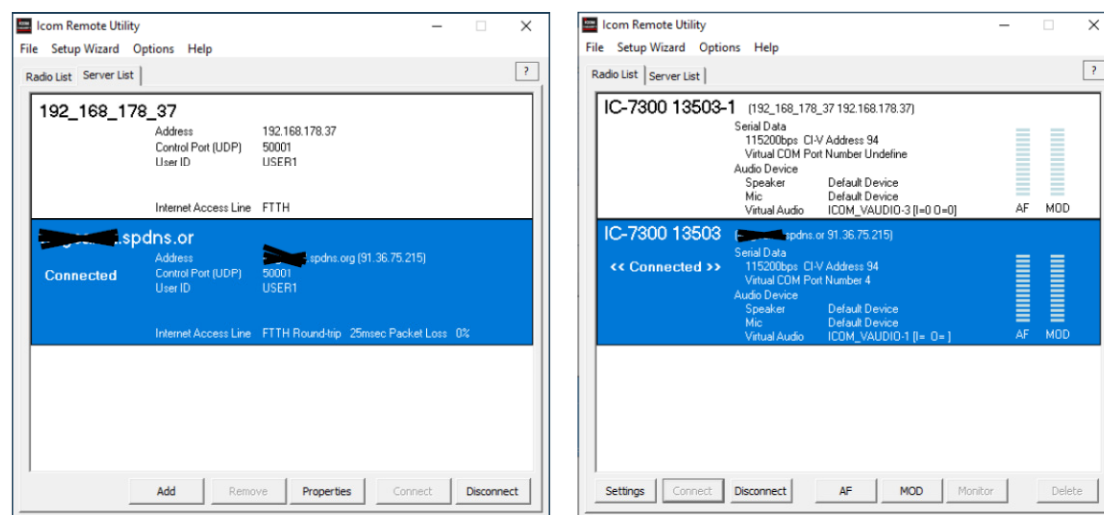 Icom Remote Utility
File Setup Wizard Options Help
Radio List Server List ?
192_168_178_37
Address 192.168.178.37
Control Port (UDP) 50001
User ID USER1
Internet Access Line FTTH
.spdns.or
Address .spdns.org (91.36.75.215)
Connected Control Port (UDP) 50001
User ID USER1
Internet Access Line FTTH Round-trip 25msec Packet Loss 0%
Add Remove Properties Connect Disconnect
Icom Remote Utility
File Setup Wizard Options Help
Radio List Server List ?
IC-7300 13503-1 (192_168_178_37 192.168.178.37)
Serial Data
115200bps CI-V Address 94
Virtual COM Port Number Undefine
Audio Device
Speaker Default Device
Mic Default Device
Virtual Audio ICOM_VAUDIO-3 [I=0 O=0] AF MOD
IC-7300 13503 spdns.or 91.36.75.215)
Serial Data
<< Connected >> 115200bps CI-V Address 94
Virtual COM Port Number 4
Audio Device
Speaker Default Device
Mic Default Device
Virtual Audio ICOM_VAUDIO-1 [I= O= ] AF MOD
Settings Connect Disconnect AF MOD Monitor Delete